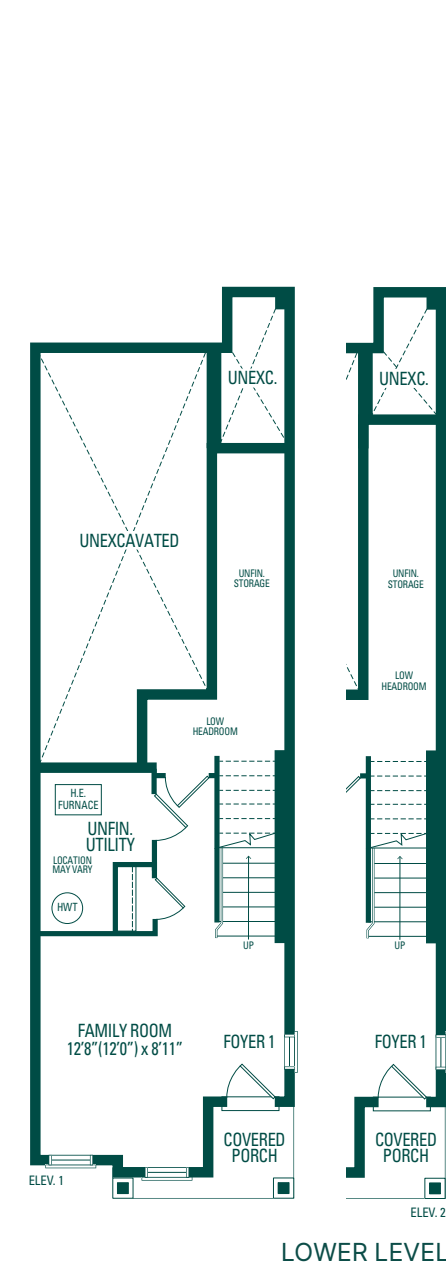 UNEXC.
UNEXCAVATED
UNFIN.
STORAGE
LOW
HEADROOM
H.E.
FURNACE
UNFIN.
UTILITY
LOCATION
MAY VARY
HWT
UP
FAMILY ROOM
12'8"(12'0") x 8'11"
FOYER 1
COVERED
PORCH
ELEV. 1
UNEXC.
UNFIN.
STORAGE
LOW
HEADROOM
UP
FOYER 1
COVERED
PORCH
ELEV. 2
LOWER LEVEL